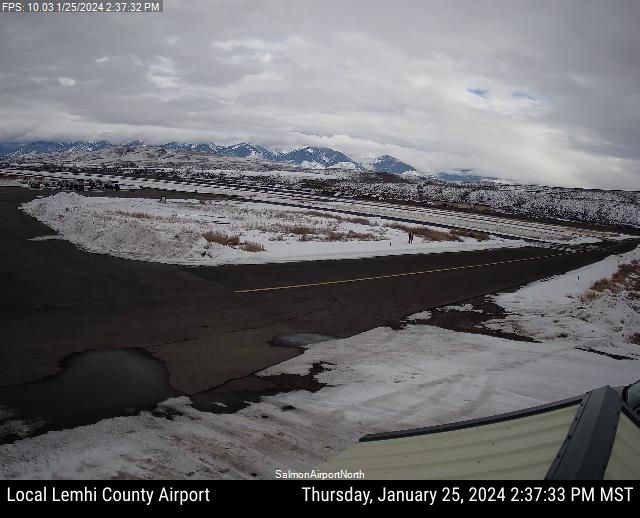 FPS: 10.03 1/25/2024 2:37:32 PM
SalmonAirportNorth
Local Lemhi County Airport Thursday, January 25, 2024 2:37:33 PM MST